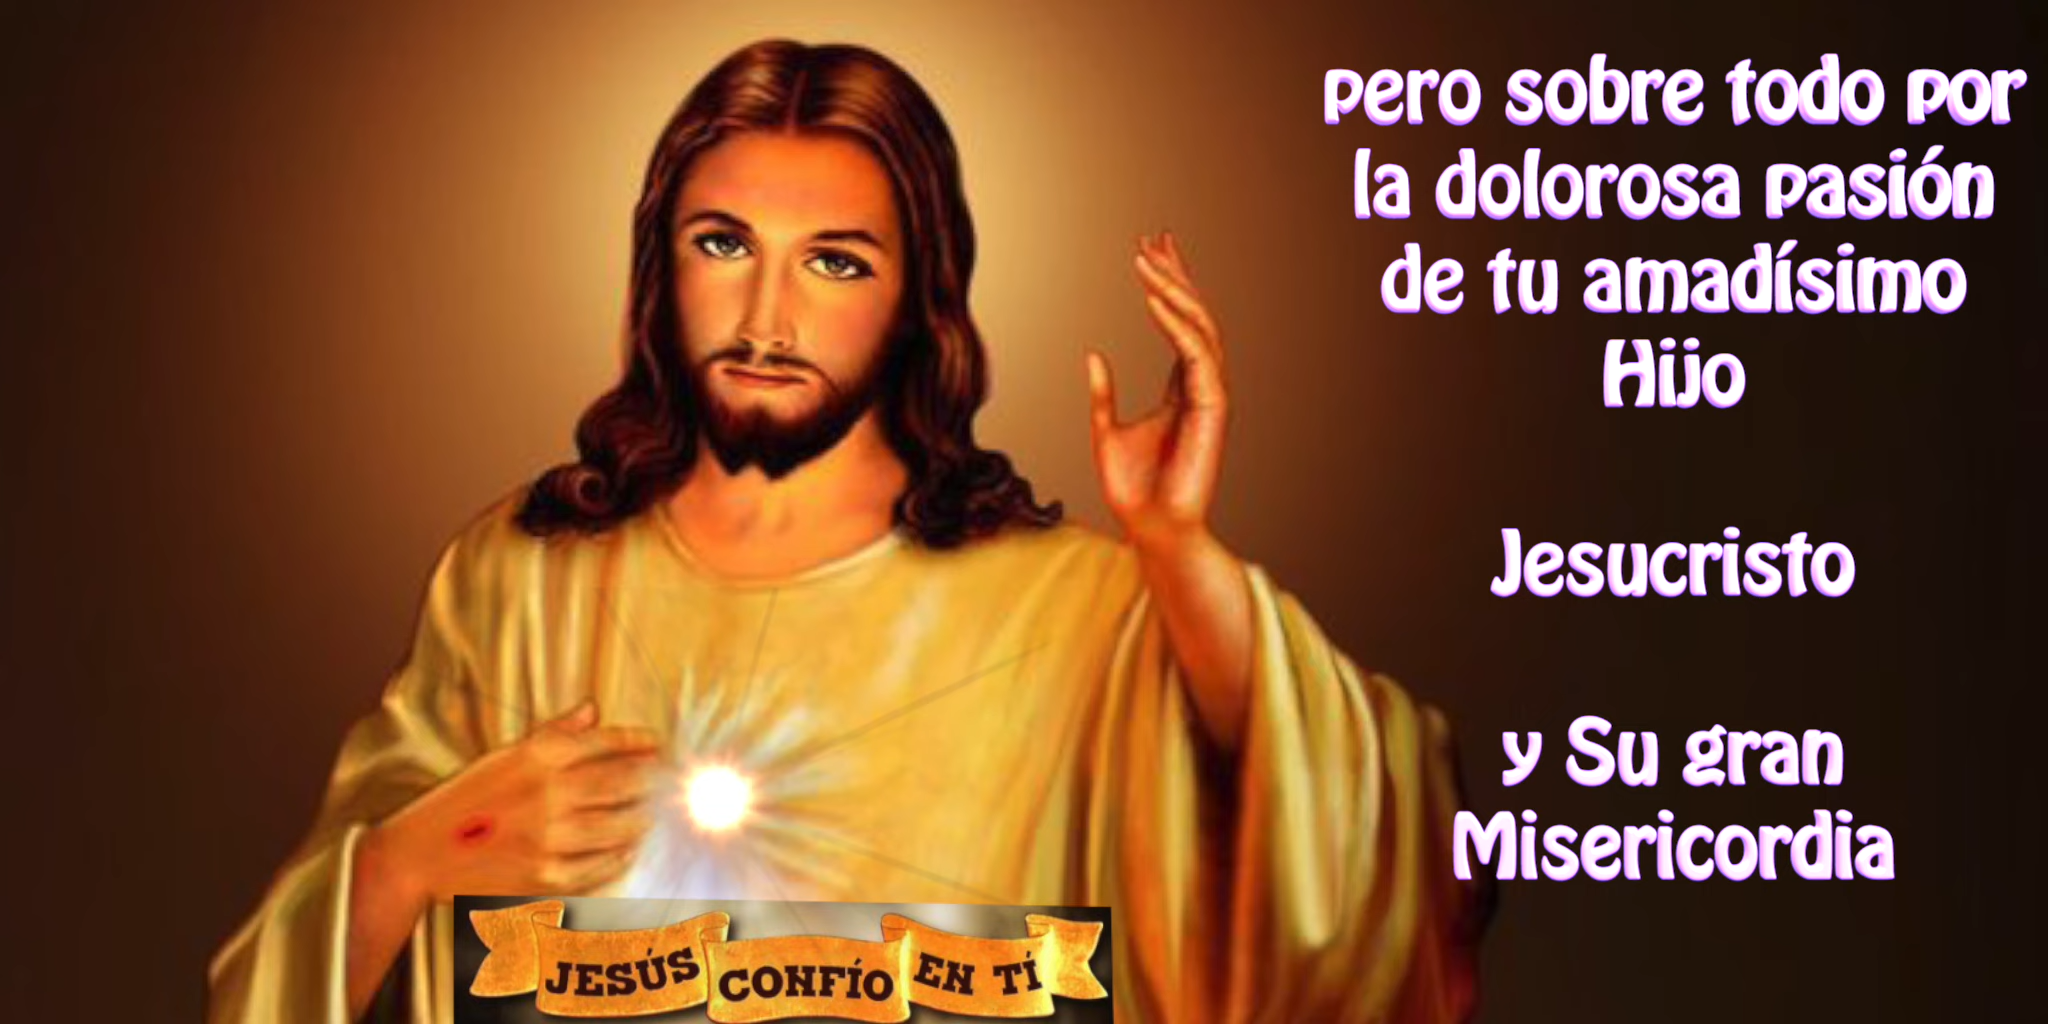 pero sobre todo por
la dolorosa pasión
de tu amadísimo
Hijo
Jesucristo
y Su gran
Misericordia
JESÚS CONFÍO EN TÍ